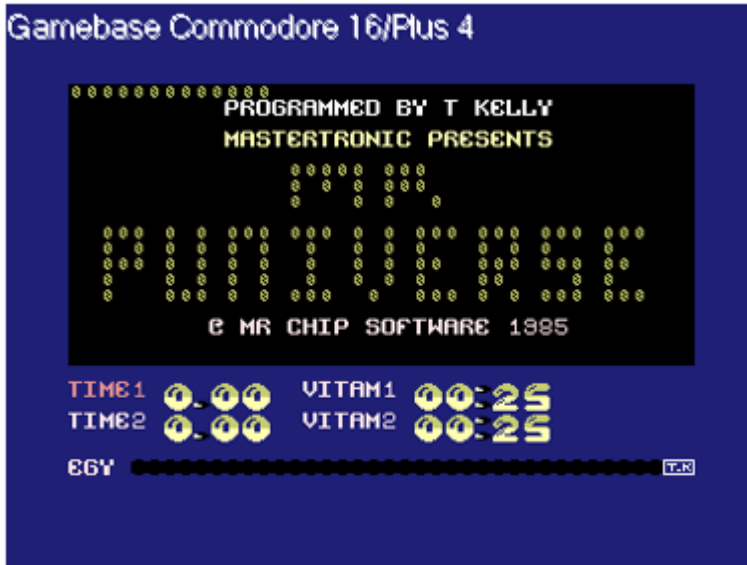 Gamebase Commodore 16/Plus 4
PROGRAMMED BY T KELLY
MASTERTRONIC PRESENTS
MR
PUNIVERSE
© MR CHIP SOFTWARE 1985
TIME1 0.00 VITAM1 00:25
TIME2 0.00 VITAM2 00:25
EGY T.K